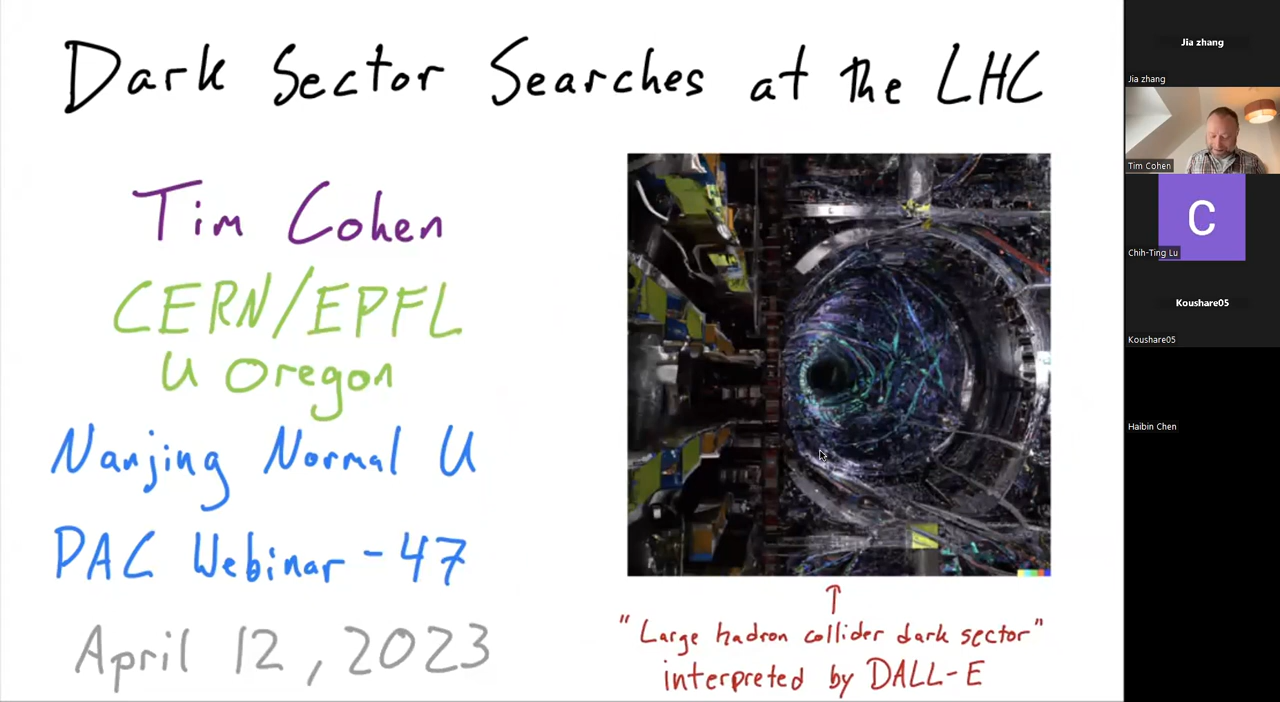 Dark Sector Searches at the LHC
Tim Cohen
CERN/EPFL
U Oregon
Nanjing Normal U
PAC Webinar - 47
April 12, 2023
"Large hadron collider dark sector"
interpreted by DALL-E
Jia zhang
Jia zhang
Tim Cohen
C
Chih-Ting Lu
Koushare05
Koushare05
Haibin Chen